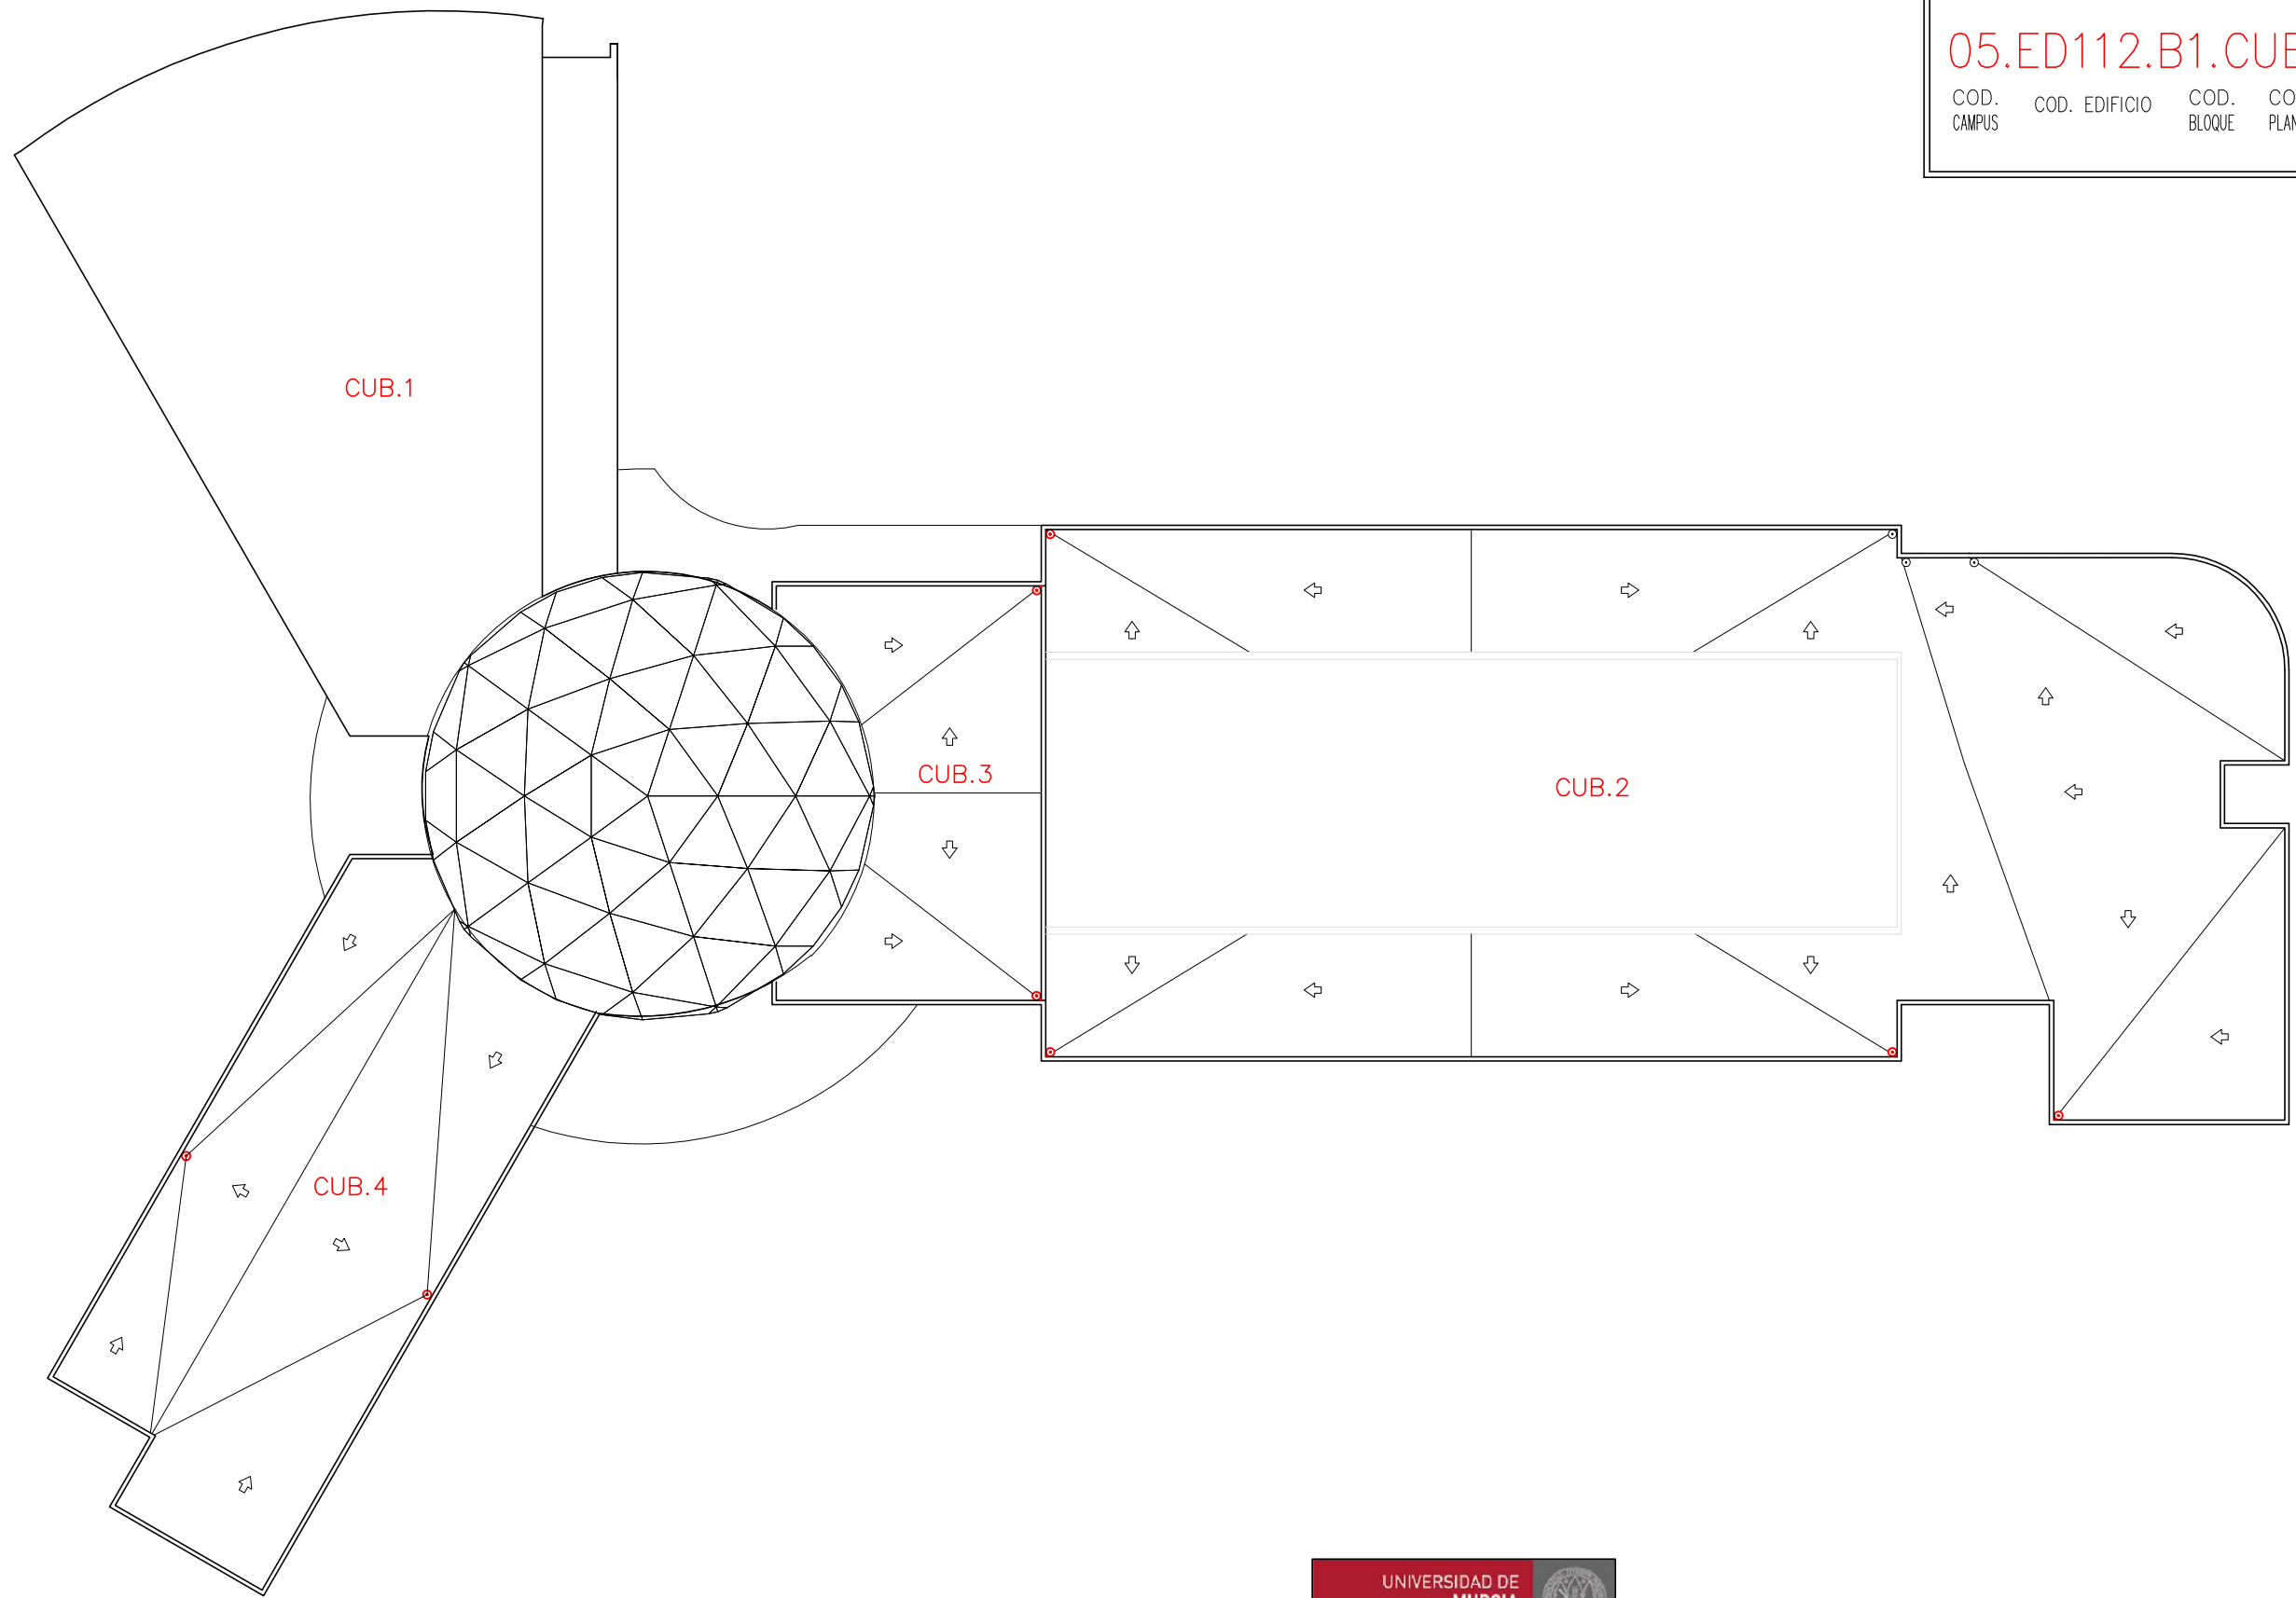 05.ED112.B1.CUB
COD. CAMPUS
COD. EDIFICIO
COD. BLOQUE
CUB.1
CUB.3
CUB.2
CUB.4
UNIVERSIDAD DE
MURCIA